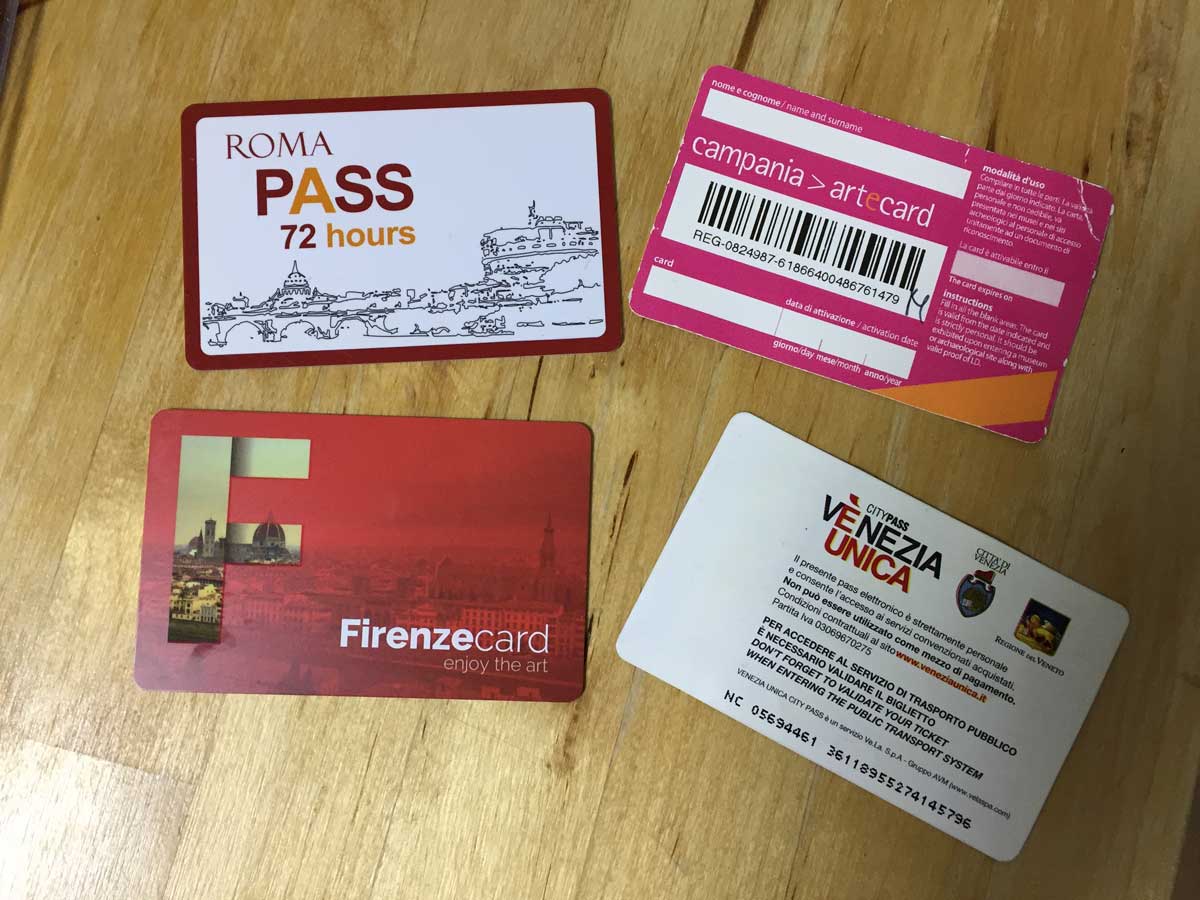 ROMA
PASS
72 hours
nome e cognome / name and surname
campania > artecard
REG-0824987-61866400486761479
card
data di attivazione / activation date
giorno/day mese/month anno/year
modalità d'uso
Compilare in tutte le parti. La validità
parte dal giorno indicato. La carta,
personale e non cedibile, va
presentata nei musei e nei siti
archeologici al personale di accesso
unitamente ad un documento di
riconoscimento.
La card è attivabile entro il
The card expires on
instructions
Fill in all the blank areas. The card
is valid from the date indicated and
is strictly personal. It should be
exhibited upon entering a museum
or archaeological site along with
valid proof of I.D.
Firenzecard
enjoy the art
CITYPASS
VENEZIA
UNICA
CITTA' DI
VENEZIA
REGIONE DEL VENETO
Il presente pass elettronico è strettamente personale
e consente l'accesso ai servizi convenzionati acquistati.
Non può essere utilizzato come mezzo di pagamento.
Condizioni contrattuali al sito www.veneziaunica.it
Partita Iva 03069670275
PER ACCEDERE AL SERVIZIO DI TRASPORTO PUBBLICO
È NECESSARIO VALIDARE IL BIGLIETTO
DON'T FORGET TO VALIDATE YOUR TICKET
WHEN ENTERING THE PUBLIC TRANSPORT SYSTEM
VENEZIA UNICA CITY PASS è un servizio Ve.La. S.p.A - Gruppo AVM (www.velaspa.com)
NC 05694461 36118955274145796